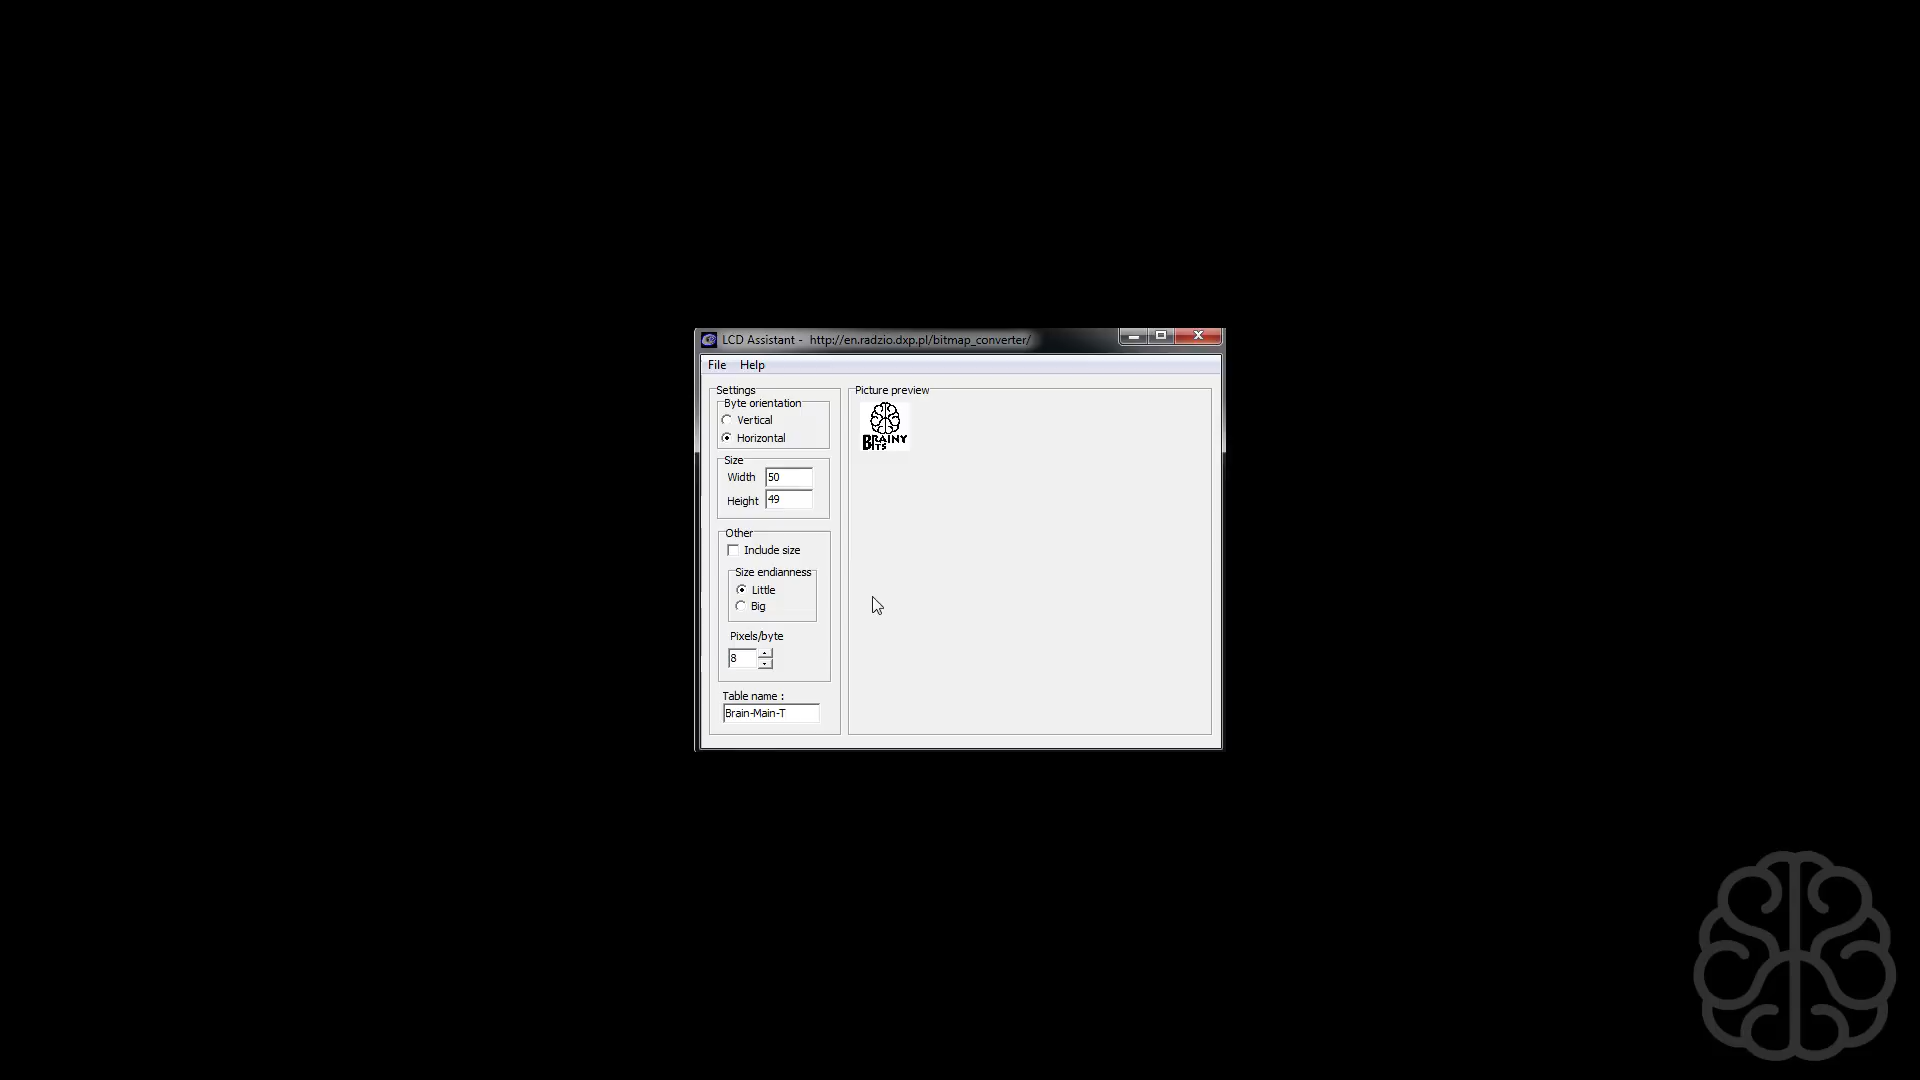 LCD Assistant - http://en.radzio.dxp.pl/bitmap_converter/
File Help
Settings
Byte orientation
Vertical
Horizontal
Size
Width 50
Height 49
Other
Include size
Size endianness
Little
Big
Pixels/byte
8
Table name :
Brain-Main-T
Picture preview
BRAINY
BITS